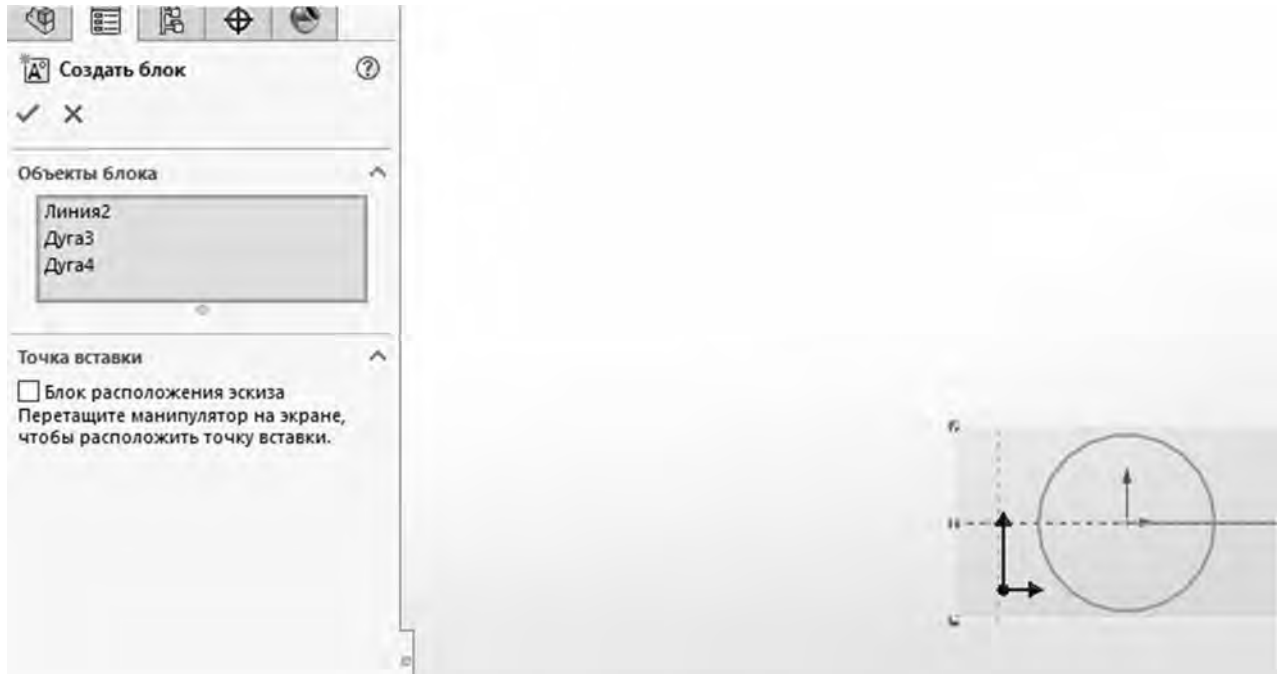 Создать блок
Объекты блока
Линия2
Дуга3
Дуга4
Точка вставки
Блок расположения эскиза
Перетащите манипулятор на экране,
чтобы расположить точку вставки.